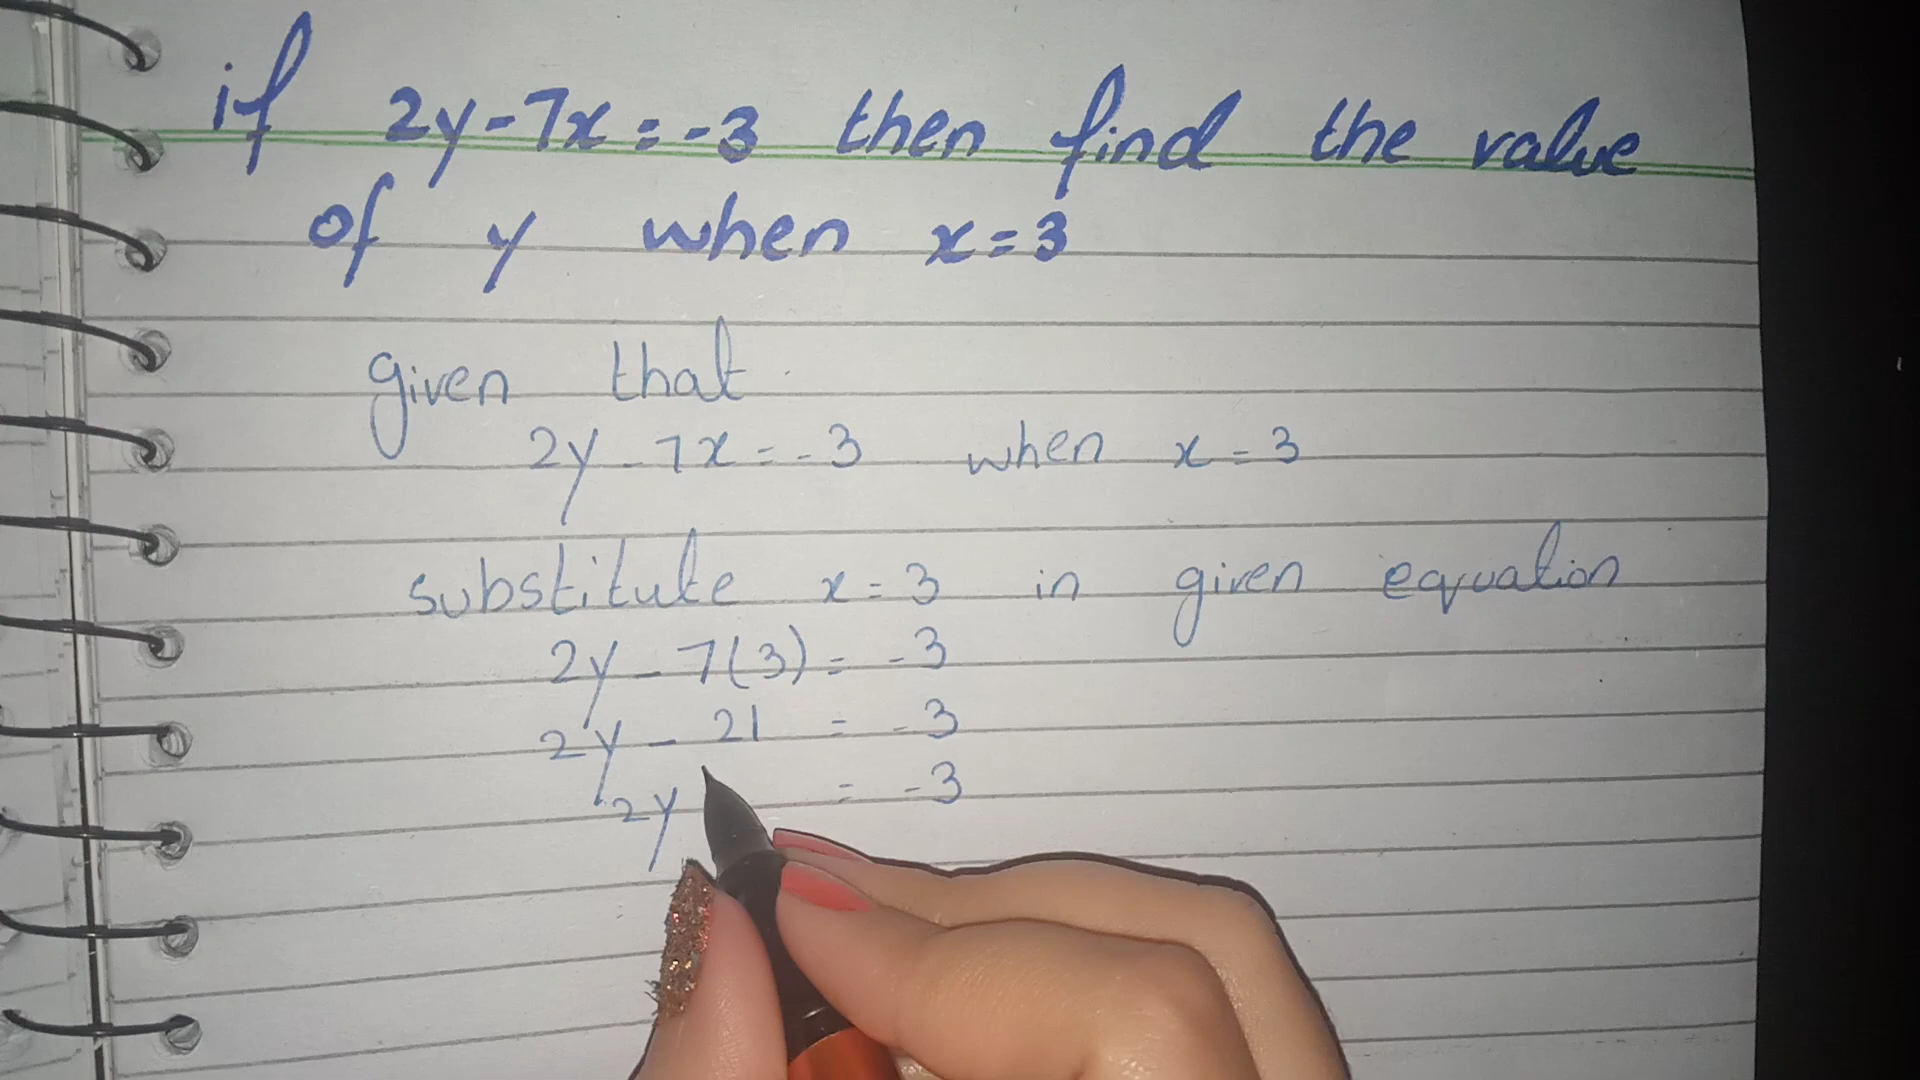 if 2y-7x=-3 then find the value
of y when x=3
given that
2y-7x=-3 when x=3
substitute x=3 in given equation
2y-7(3)=-3
2y-21=-3
2y =-3